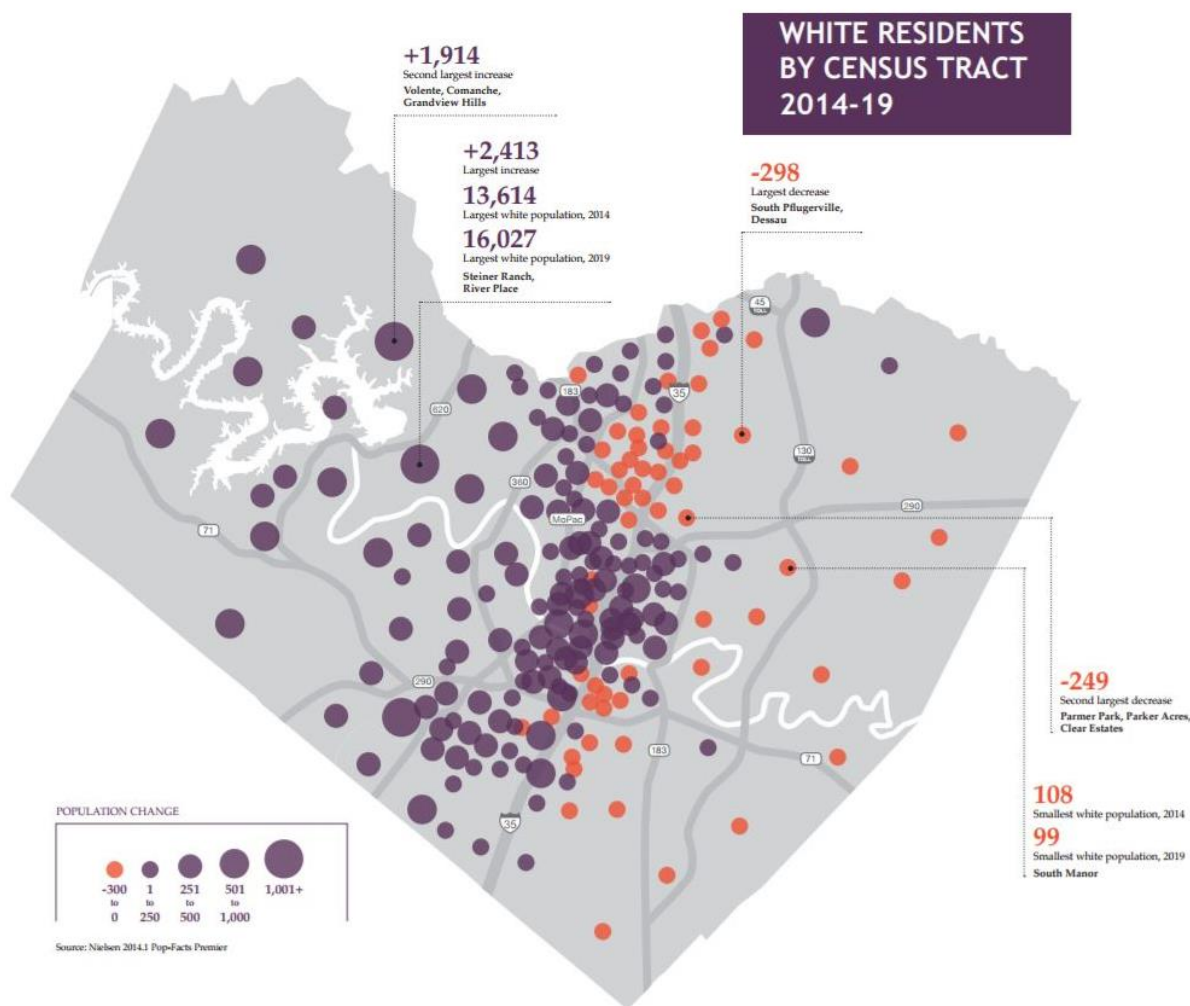 WHITE RESIDENTS
BY CENSUS TRACT
2014-19
+1,914
Second largest increase
Volente, Comanche,
Grandview Hills
+2,413
Largest increase
13,614
Largest white population, 2014
16,027
Largest white population, 2019
Steiner Ranch,
River Place
-298
Largest decrease
South Pflugerville,
Dessau
45
TOLL
183
35
620
130
TOLL
360
290
71
MoPac
290
183
71
35
-249
Second largest decrease
Parmer Park, Parker Acres,
Clear Estates
108
Smallest white population, 2014
99
Smallest white population, 2019
South Manor
POPULATION CHANGE
-300 1 251 501 1,001+
to to to to
0 250 500 1,000
Source: Nielsen 2014.1 Pop-Facts Premier